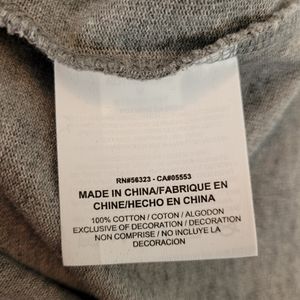 RN#56323 - CA#05553
MADE IN CHINA/FABRIQUE EN
CHINE/HECHO EN CHINA
100% COTTON / COTON / ALGODON
EXCLUSIVE OF DECORATION / DECORATION
NON COMPRISE / NO INCLUYE LA
DECORACION